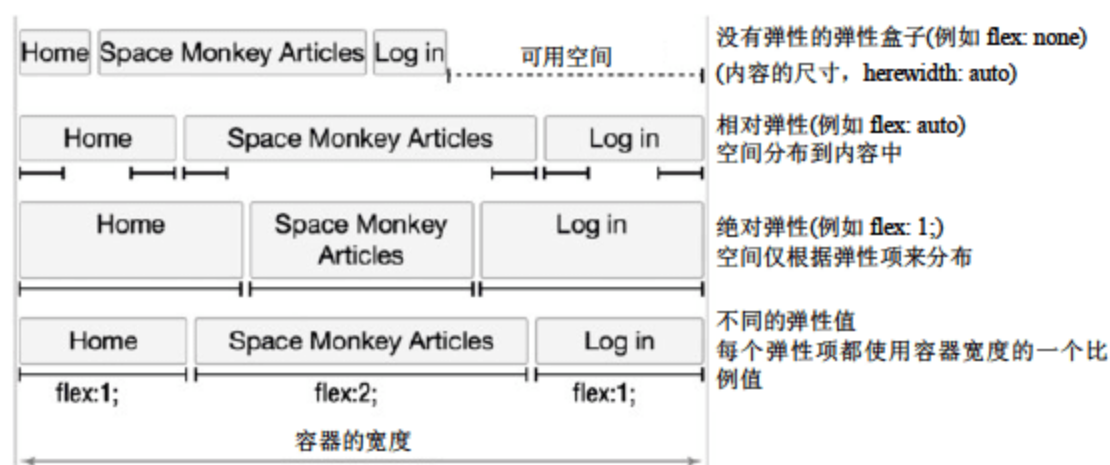 Home Space Monkey Articles Log in 可用空间
没有弹性的弹性盒子(例如 flex: none)
(内容的尺寸，herewidth: auto)
Home Space Monkey Articles Log in
相对弹性(例如 flex: auto)
空间分布到内容中
Home Space Monkey Articles Log in
绝对弹性(例如 flex: 1;)
空间仅根据弹性项来分布
Home Space Monkey Articles Log in
flex:1; flex:2; flex:1;
不同的弹性值
每个弹性项都使用容器宽度的一个比
例值
容器的宽度